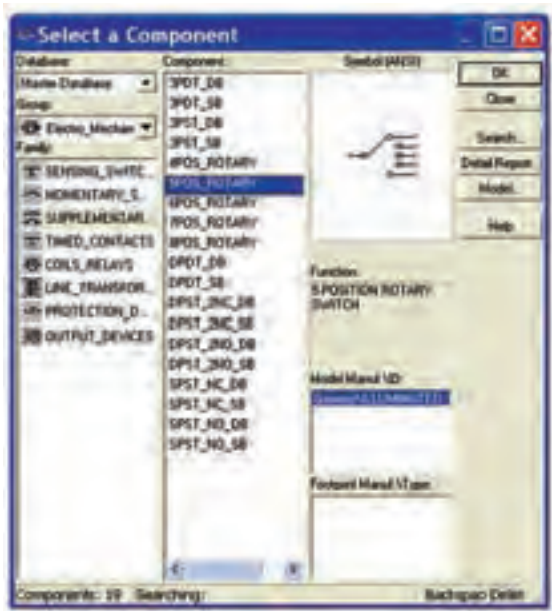 Select a Component
Database:
Master Database
Group:
Electro_Mechan
Family:
SENSING_SWITC...
MOMENTARY_S...
SUPPLEMENTAR...
TIMED_CONTACTS
COILS_RELAYS
LINE_TRANSFOR...
PROTECTION_D...
OUTPUT_DEVICES
Component:
3PDT_DB
3PDT_SB
3PST_DB
3PST_SB
4POS_ROTARY
5POS_ROTARY
6POS_ROTARY
7POS_ROTARY
8POS_ROTARY
DPDT_DB
DPDT_SB
DPST_2NC_DB
DPST_2NC_SB
DPST_2NO_DB
DPST_2NO_SB
SPST_NC_DB
SPST_NC_SB
SPST_NO_DB
SPST_NO_SB
Symbol (ANSI)
Function:
5 POSITION ROTARY
SWITCH
Model Manuf.\ID:
Footprint Manuf.\Type:
OK
Close
Search...
Detail Report
Model...
Help
Components: 19 Searching: